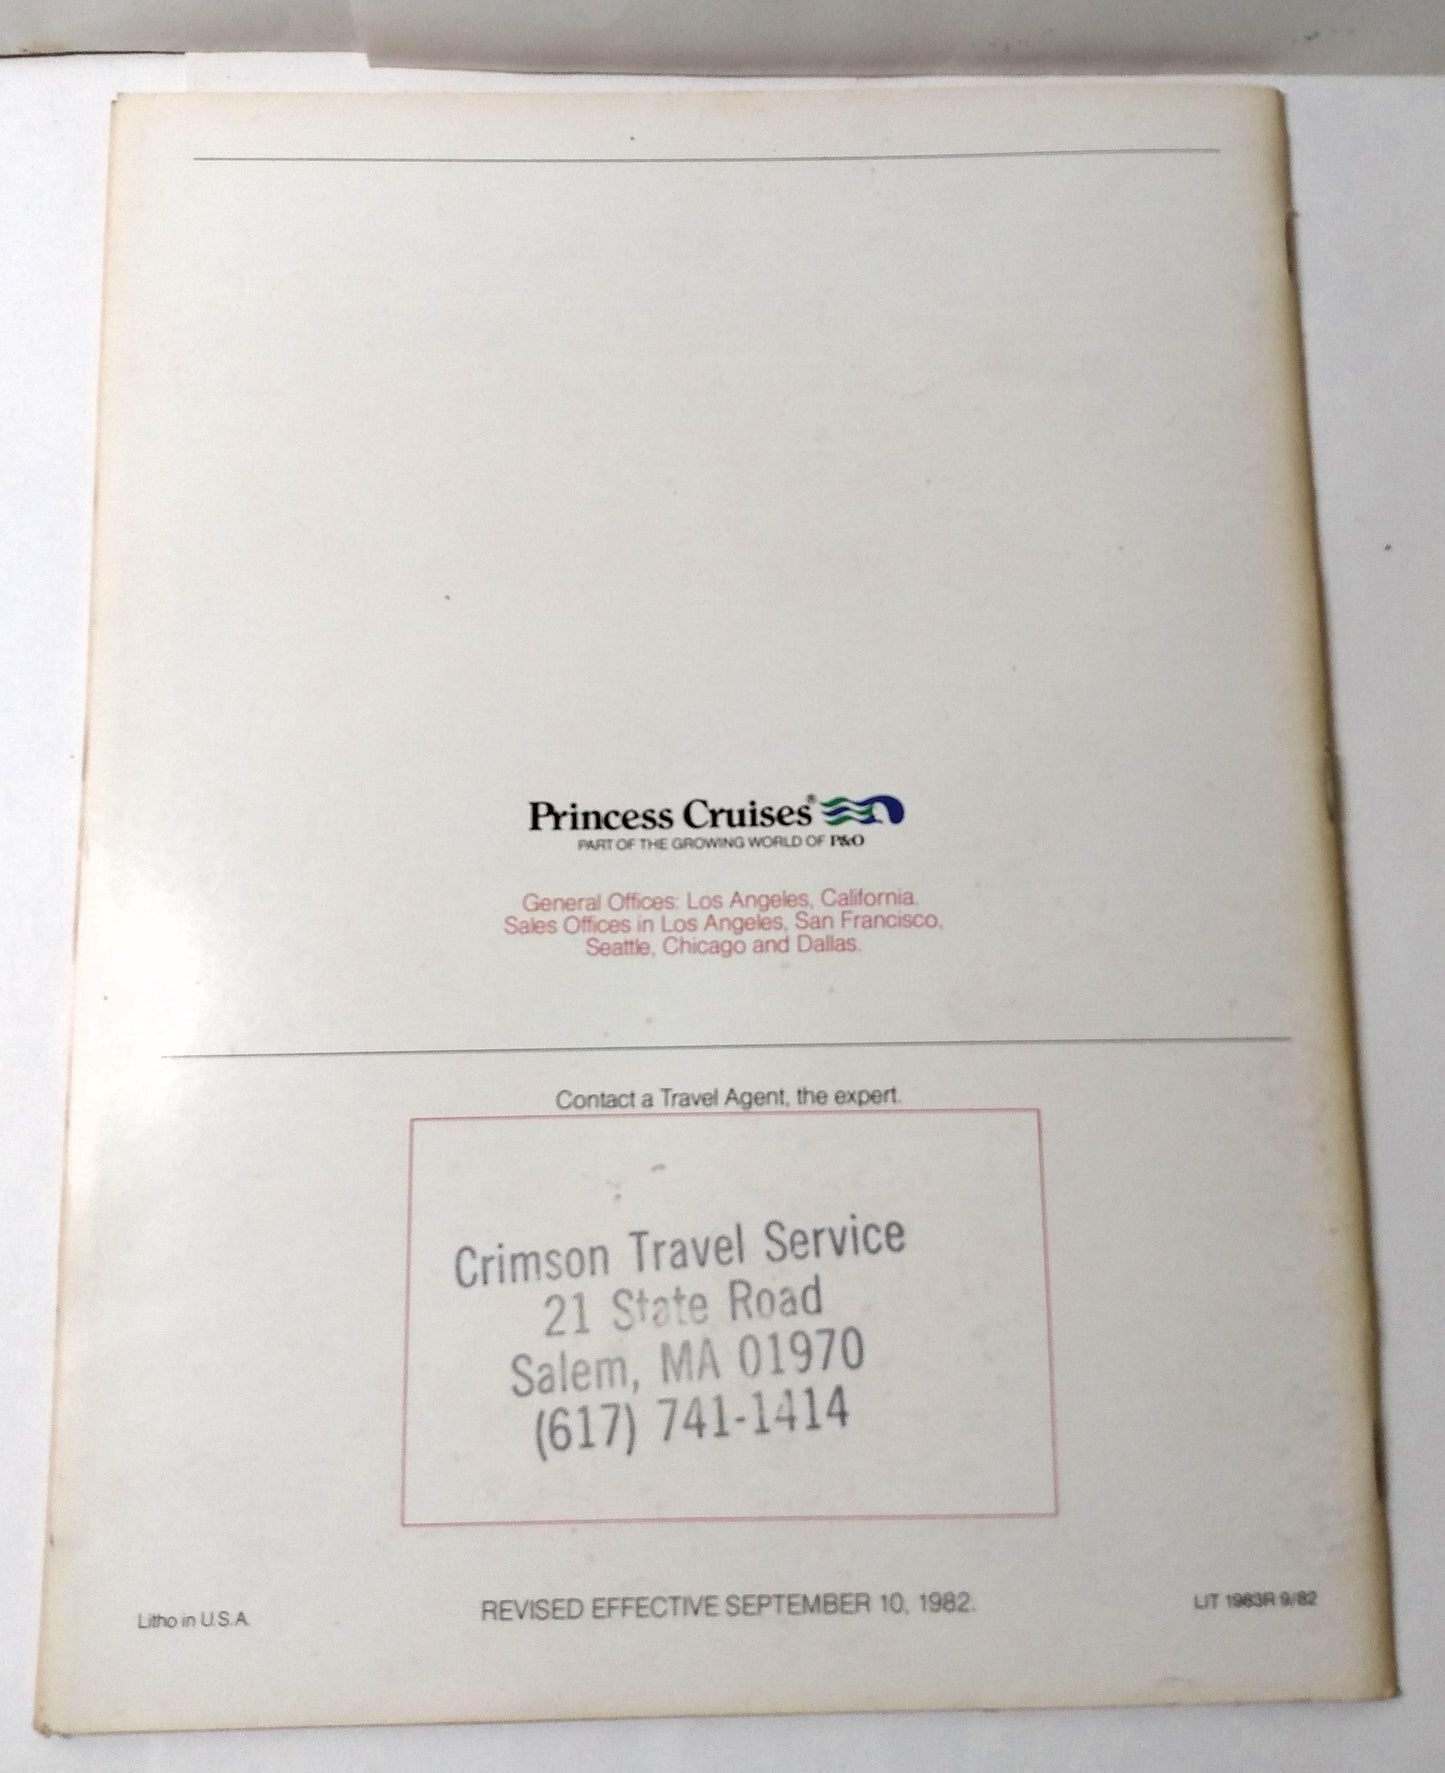 Princess Cruises®
PART OF THE GROWING WORLD OF P&O
General Offices: Los Angeles, California.
Sales Offices in Los Angeles, San Francisco,
Seattle, Chicago and Dallas.
Contact a Travel Agent, the expert.
Crimson Travel Service
21 State Road
Salem, MA 01970
(617) 741-1414
Litho in U.S.A.
REVISED EFFECTIVE SEPTEMBER 10, 1982.
LIT 1983R 9/82